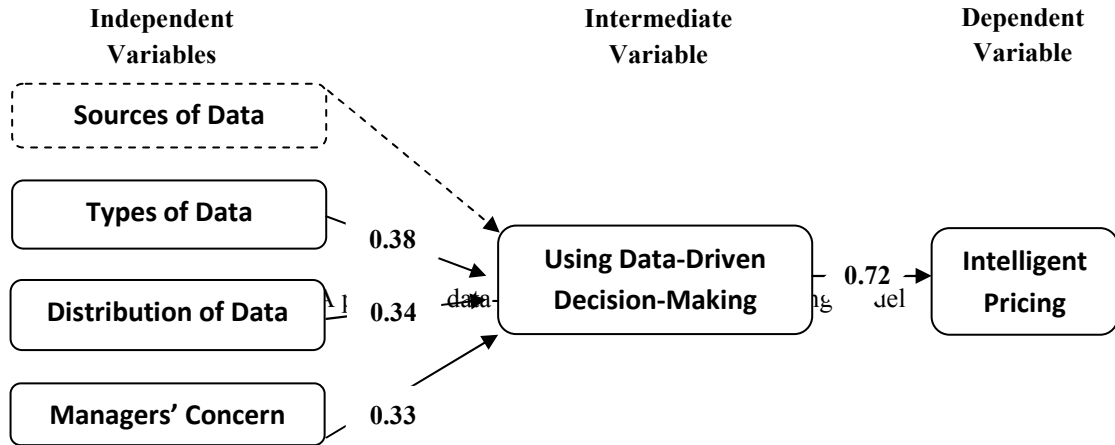 Independent
Variables
Intermediate
Variable
Dependent
Variable
Sources of Data
Types of Data
0.38
Distribution of Data
0.34
Managers’ Concern
0.33
Using Data-Driven
Decision-Making
0.72
Intelligent
Pricing
A
data